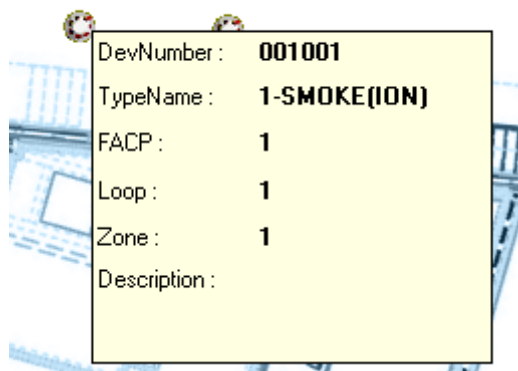 DevNumber : 001001
TypeName : 1-SMOKE(ION)
FACP : 1
Loop : 1
Zone : 1
Description :